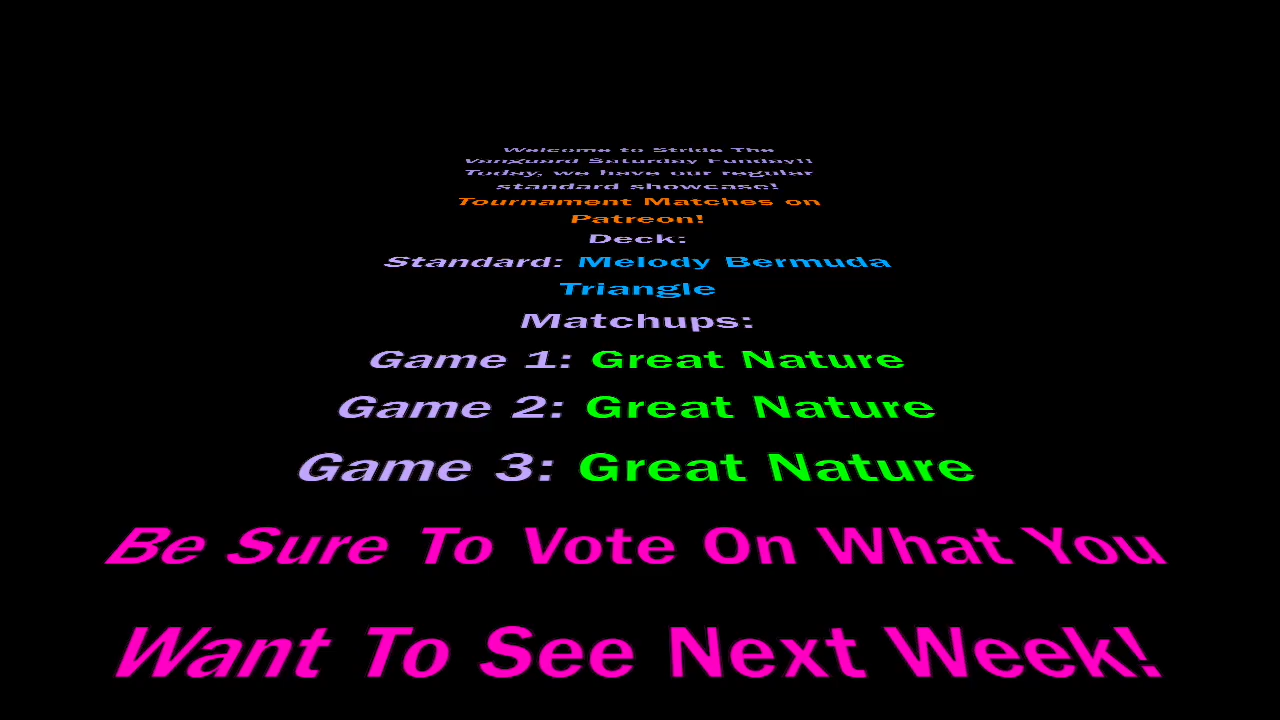 Welcome to Stride The
Vanguard Saturday Funday!!
Today, we have our regular
standard showcase!
Tournament Matches on
Patreon!
Deck:
Standard: Melody Bermuda
Triangle
Matchups:
Game 1: Great Nature
Game 2: Great Nature
Game 3: Great Nature
Be Sure To Vote On What You
Want To See Next Week!